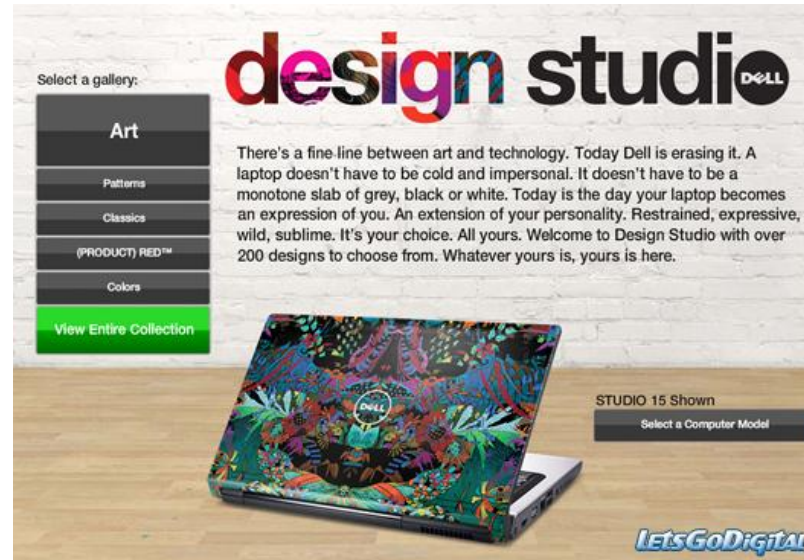 design studio DELL
Select a gallery:
Art
Patterns
Classics
(PRODUCT) RED™
Colors
View Entire Collection
There's a fine line between art and technology. Today Dell is erasing it. A
laptop doesn't have to be cold and impersonal. It doesn't have to be a
monotone slab of grey, black or white. Today is the day your laptop becomes
an expression of you. An extension of your personality. Restrained, expressive,
wild, sublime. It's your choice. All yours. Welcome to Design Studio with over
200 designs to choose from. Whatever yours is, yours is here.
DELL
STUDIO 15 Shown
Select a Computer Model
LETSGODIGITAL